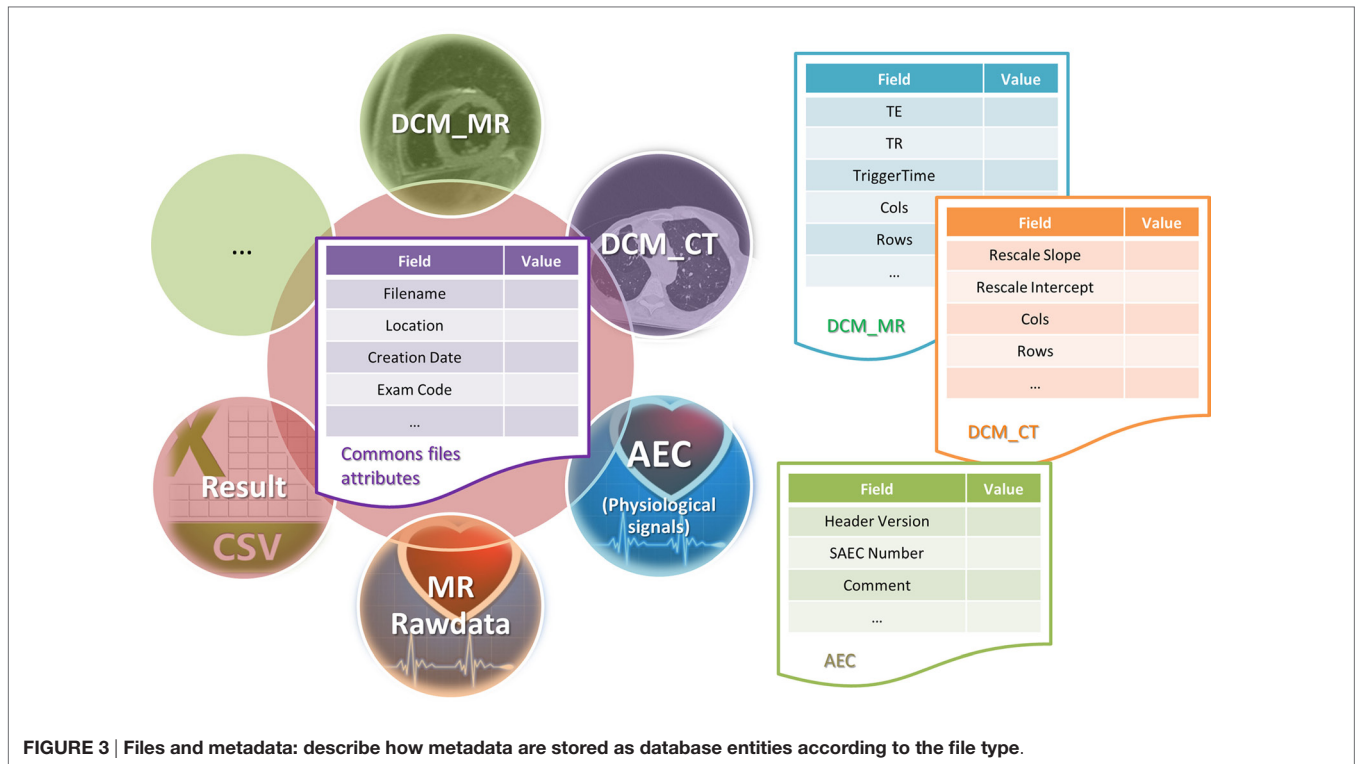 DCM_MR
...
DCM_CT
Field Value
Filename
Location
Creation Date
Exam Code
...
Commons files
attributes
X
Result
CSV
AEC
(Physiological
signals)
MR
Rawdata
Field Value
TE
TR
TriggerTime
Cols
Rows
...
DCM_MR
Field Value
Rescale Slope
Rescale Intercept
Cols
Rows
...
DCM_CT
Field Value
Header Version
SAEC Number
Comment
...
AEC
FIGURE 3 | Files and metadata: describe how metadata are stored as database entities according to the file type.